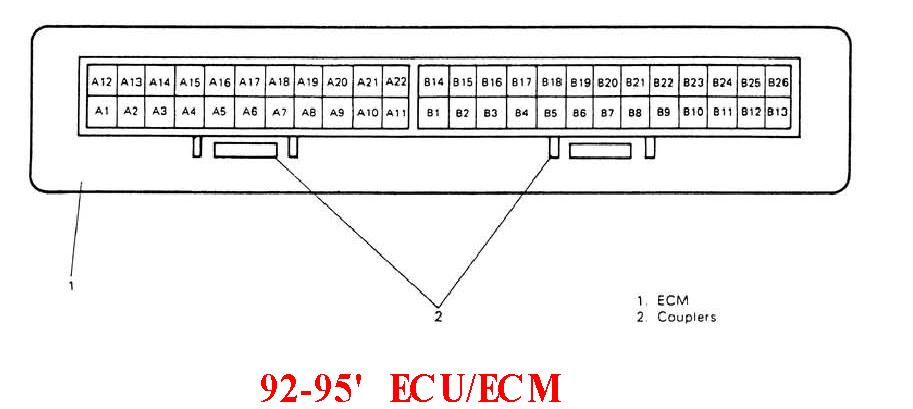 A12 A13 A14 A15 A16 A17 A18 A19 A20 A21 A22 B14 B15 B16 B17 B18 B19 B20 B21 B22 B23 B24 B25 B26
A1 A2 A3 A4 A5 A6 A7 A8 A9 A10 A11 B1 B2 B3 B4 B5 B6 B7 B8 B9 B10 B11 B12 B13
1
2
1. ECM
2. Couplers
92-95' ECU/ECM